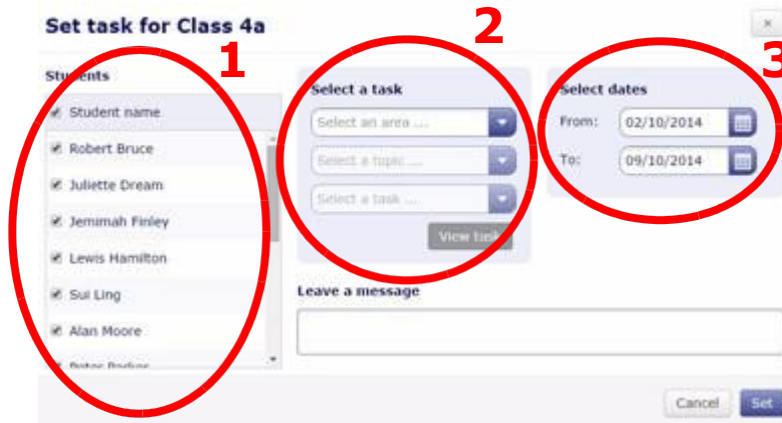 Set task for Class 4a
×
1
2
3
Students
Student name
Robert Bruce
Juliette Dream
Jemimah Finley
Lewis Hamilton
Sui Ling
Alan Moore
Select a task
Select an area ...
Select a topic ...
Select a task ...
View task
Select dates
From: 02/10/2014
To: 09/10/2014
Leave a message
Cancel
Set